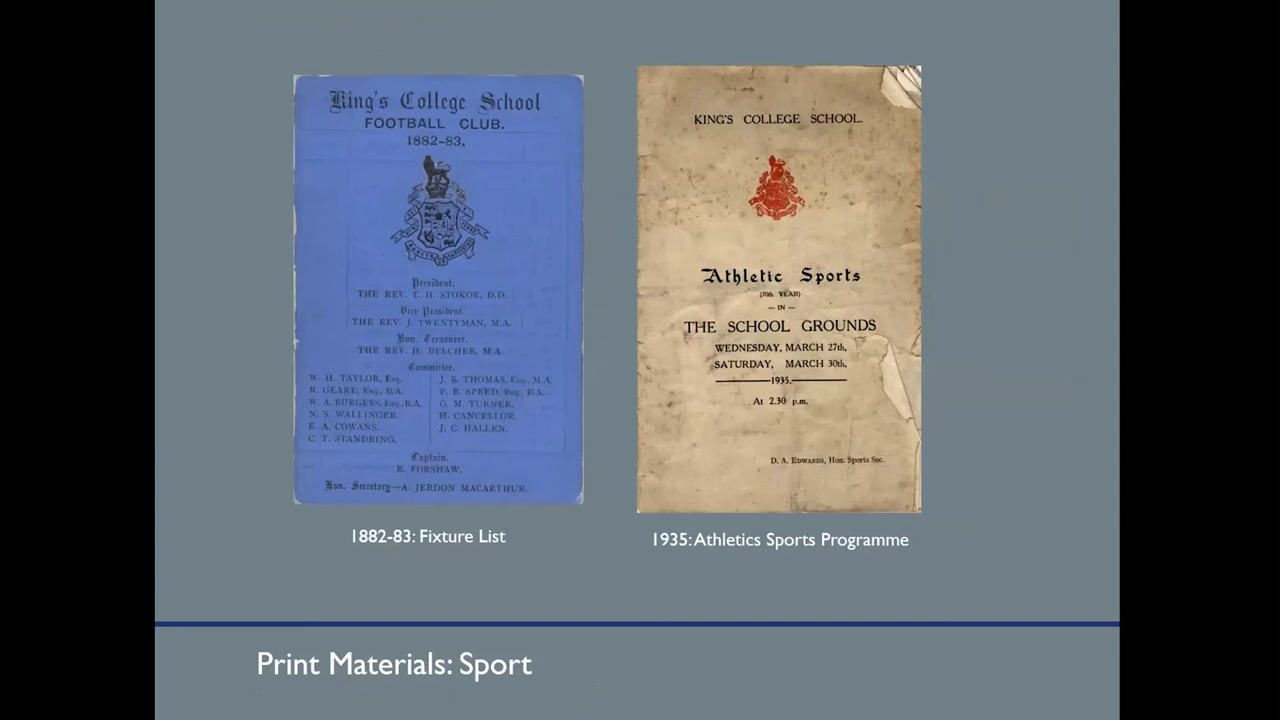 King's College School
FOOTBALL CLUB.
1882-83,
President.
THE REV. T. H. STOKOE, D.D.
Vice-President.
THE REV. J. TWENTYMAN, M.A.
Hon. Treasurer.
THE REV. H. BELCHER, M.A.
Committee.
W. H. TAYLOR, Esq.
R. GEARE, Esq., B.A.
W. A. BURGESS, Esq., B.A.
N. S. WALLINGER.
E. A. COWANS.
C. T. STANDRING.
J. S. THOMAS, Esq., M.A.
F. B. SPEED, Esq., B.A.
G. M. TURNER.
H. CANCELLOR.
J. C. HALLEN.
Captain.
E. FORSHAW.
Hon. Secretary—A. JERDON MACARTHUR.
1882-83: Fixture List
KING'S COLLEGE SCHOOL.
Athletic Sports
(70th YEAR)
— IN —
THE SCHOOL GROUNDS
WEDNESDAY, MARCH 27th,
SATURDAY, MARCH 30th,
1935.
At 2.30 p.m.
D. A. EDWARDS, Hon. Sports Sec.
1935: Athletics Sports Programme
Print Materials: Sport